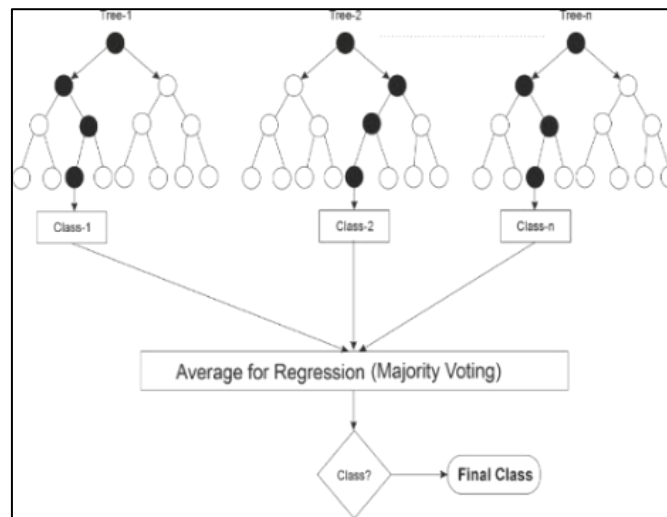 Tree-1 Tree-2 Tree-n
Class-1 Class-2 Class-n
Average for Regression (Majority Voting)
Class? Final Class